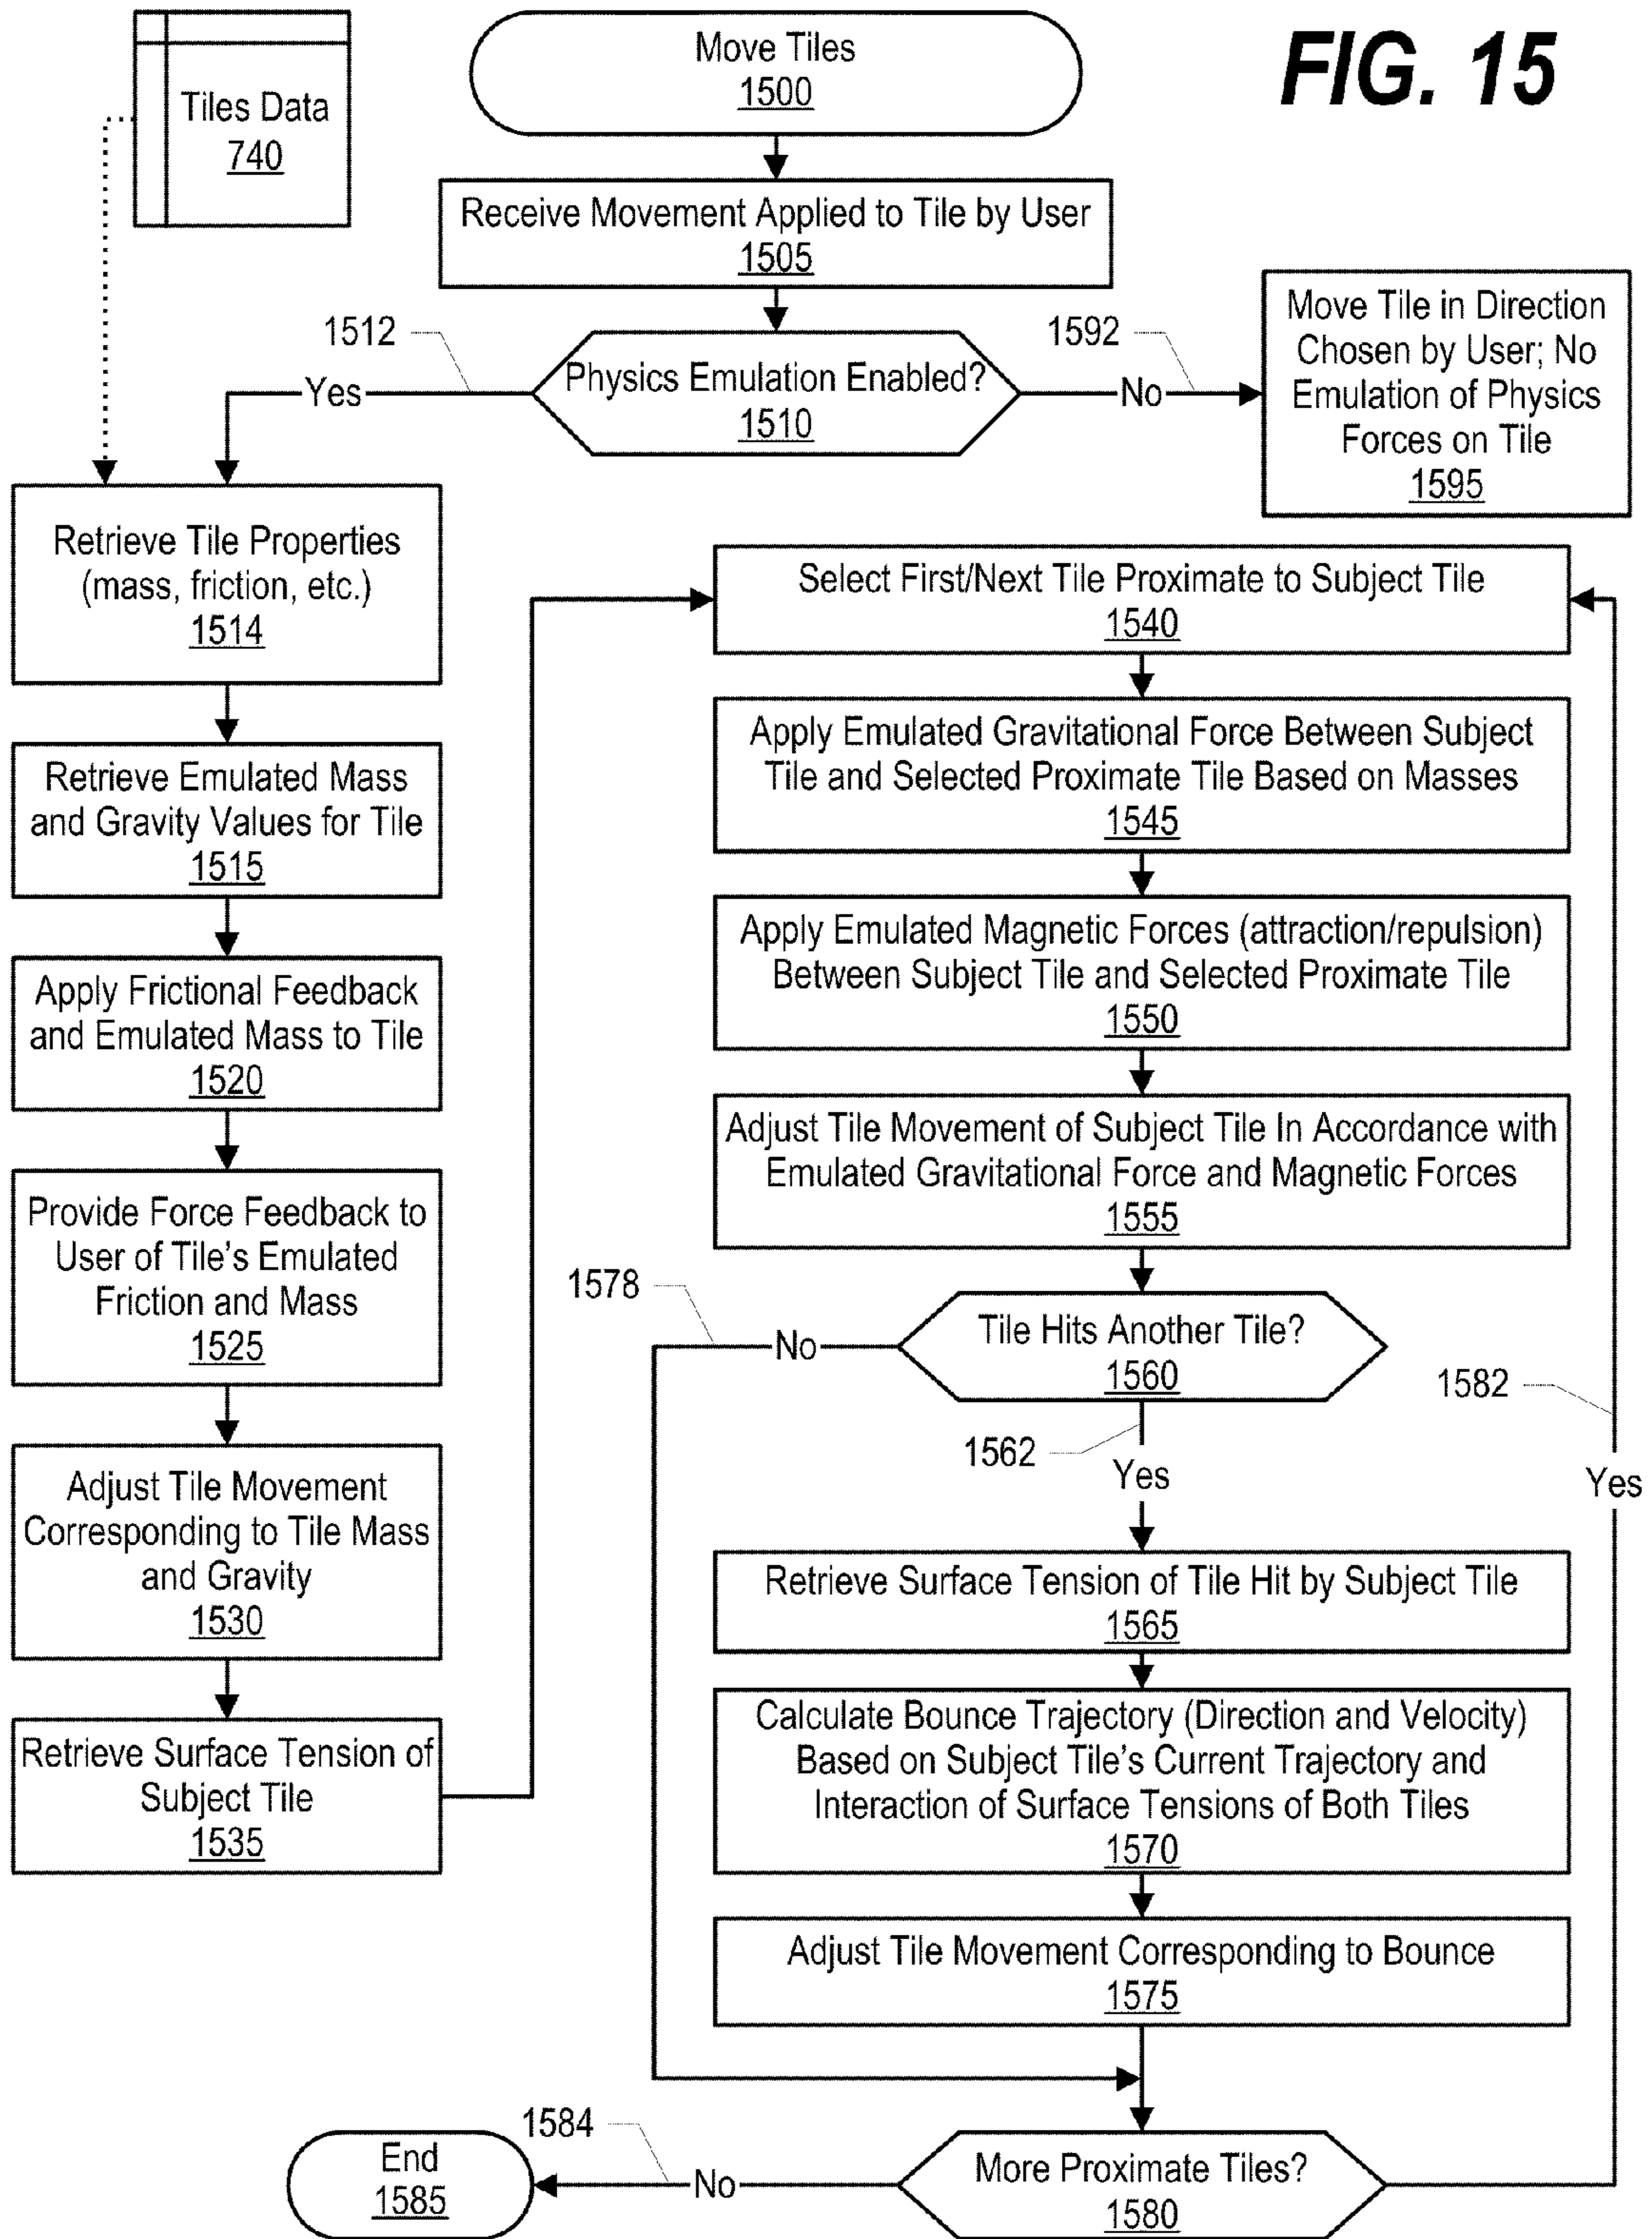 FIG. 15
Tiles Data
740
Move Tiles
1500
Receive Movement Applied to Tile by User
1505
Physics Emulation Enabled?
1510
1512
Yes
1592
No
Move Tile in Direction
Chosen by User; No
Emulation of Physics
Forces on Tile
1595
Retrieve Tile Properties
(mass, friction, etc.)
1514
Retrieve Emulated Mass
and Gravity Values for Tile
1515
Apply Frictional Feedback
and Emulated Mass to Tile
1520
Provide Force Feedback to
User of Tile's Emulated
Friction and Mass
1525
Adjust Tile Movement
Corresponding to Tile Mass
and Gravity
1530
Retrieve Surface Tension of
Subject Tile
1535
Select First/Next Tile Proximate to Subject Tile
1540
Apply Emulated Gravitational Force Between Subject
Tile and Selected Proximate Tile Based on Masses
1545
Apply Emulated Magnetic Forces (attraction/repulsion)
Between Subject Tile and Selected Proximate Tile
1550
Adjust Tile Movement of Subject Tile In Accordance with
Emulated Gravitational Force and Magnetic Forces
1555
Tile Hits Another Tile?
1560
1578
No
1562
Yes
Retrieve Surface Tension of Tile Hit by Subject Tile
1565
Calculate Bounce Trajectory (Direction and Velocity)
Based on Subject Tile's Current Trajectory and
Interaction of Surface Tensions of Both Tiles
1570
Adjust Tile Movement Corresponding to Bounce
1575
More Proximate Tiles?
1580
1582
Yes
1584
No
End
1585